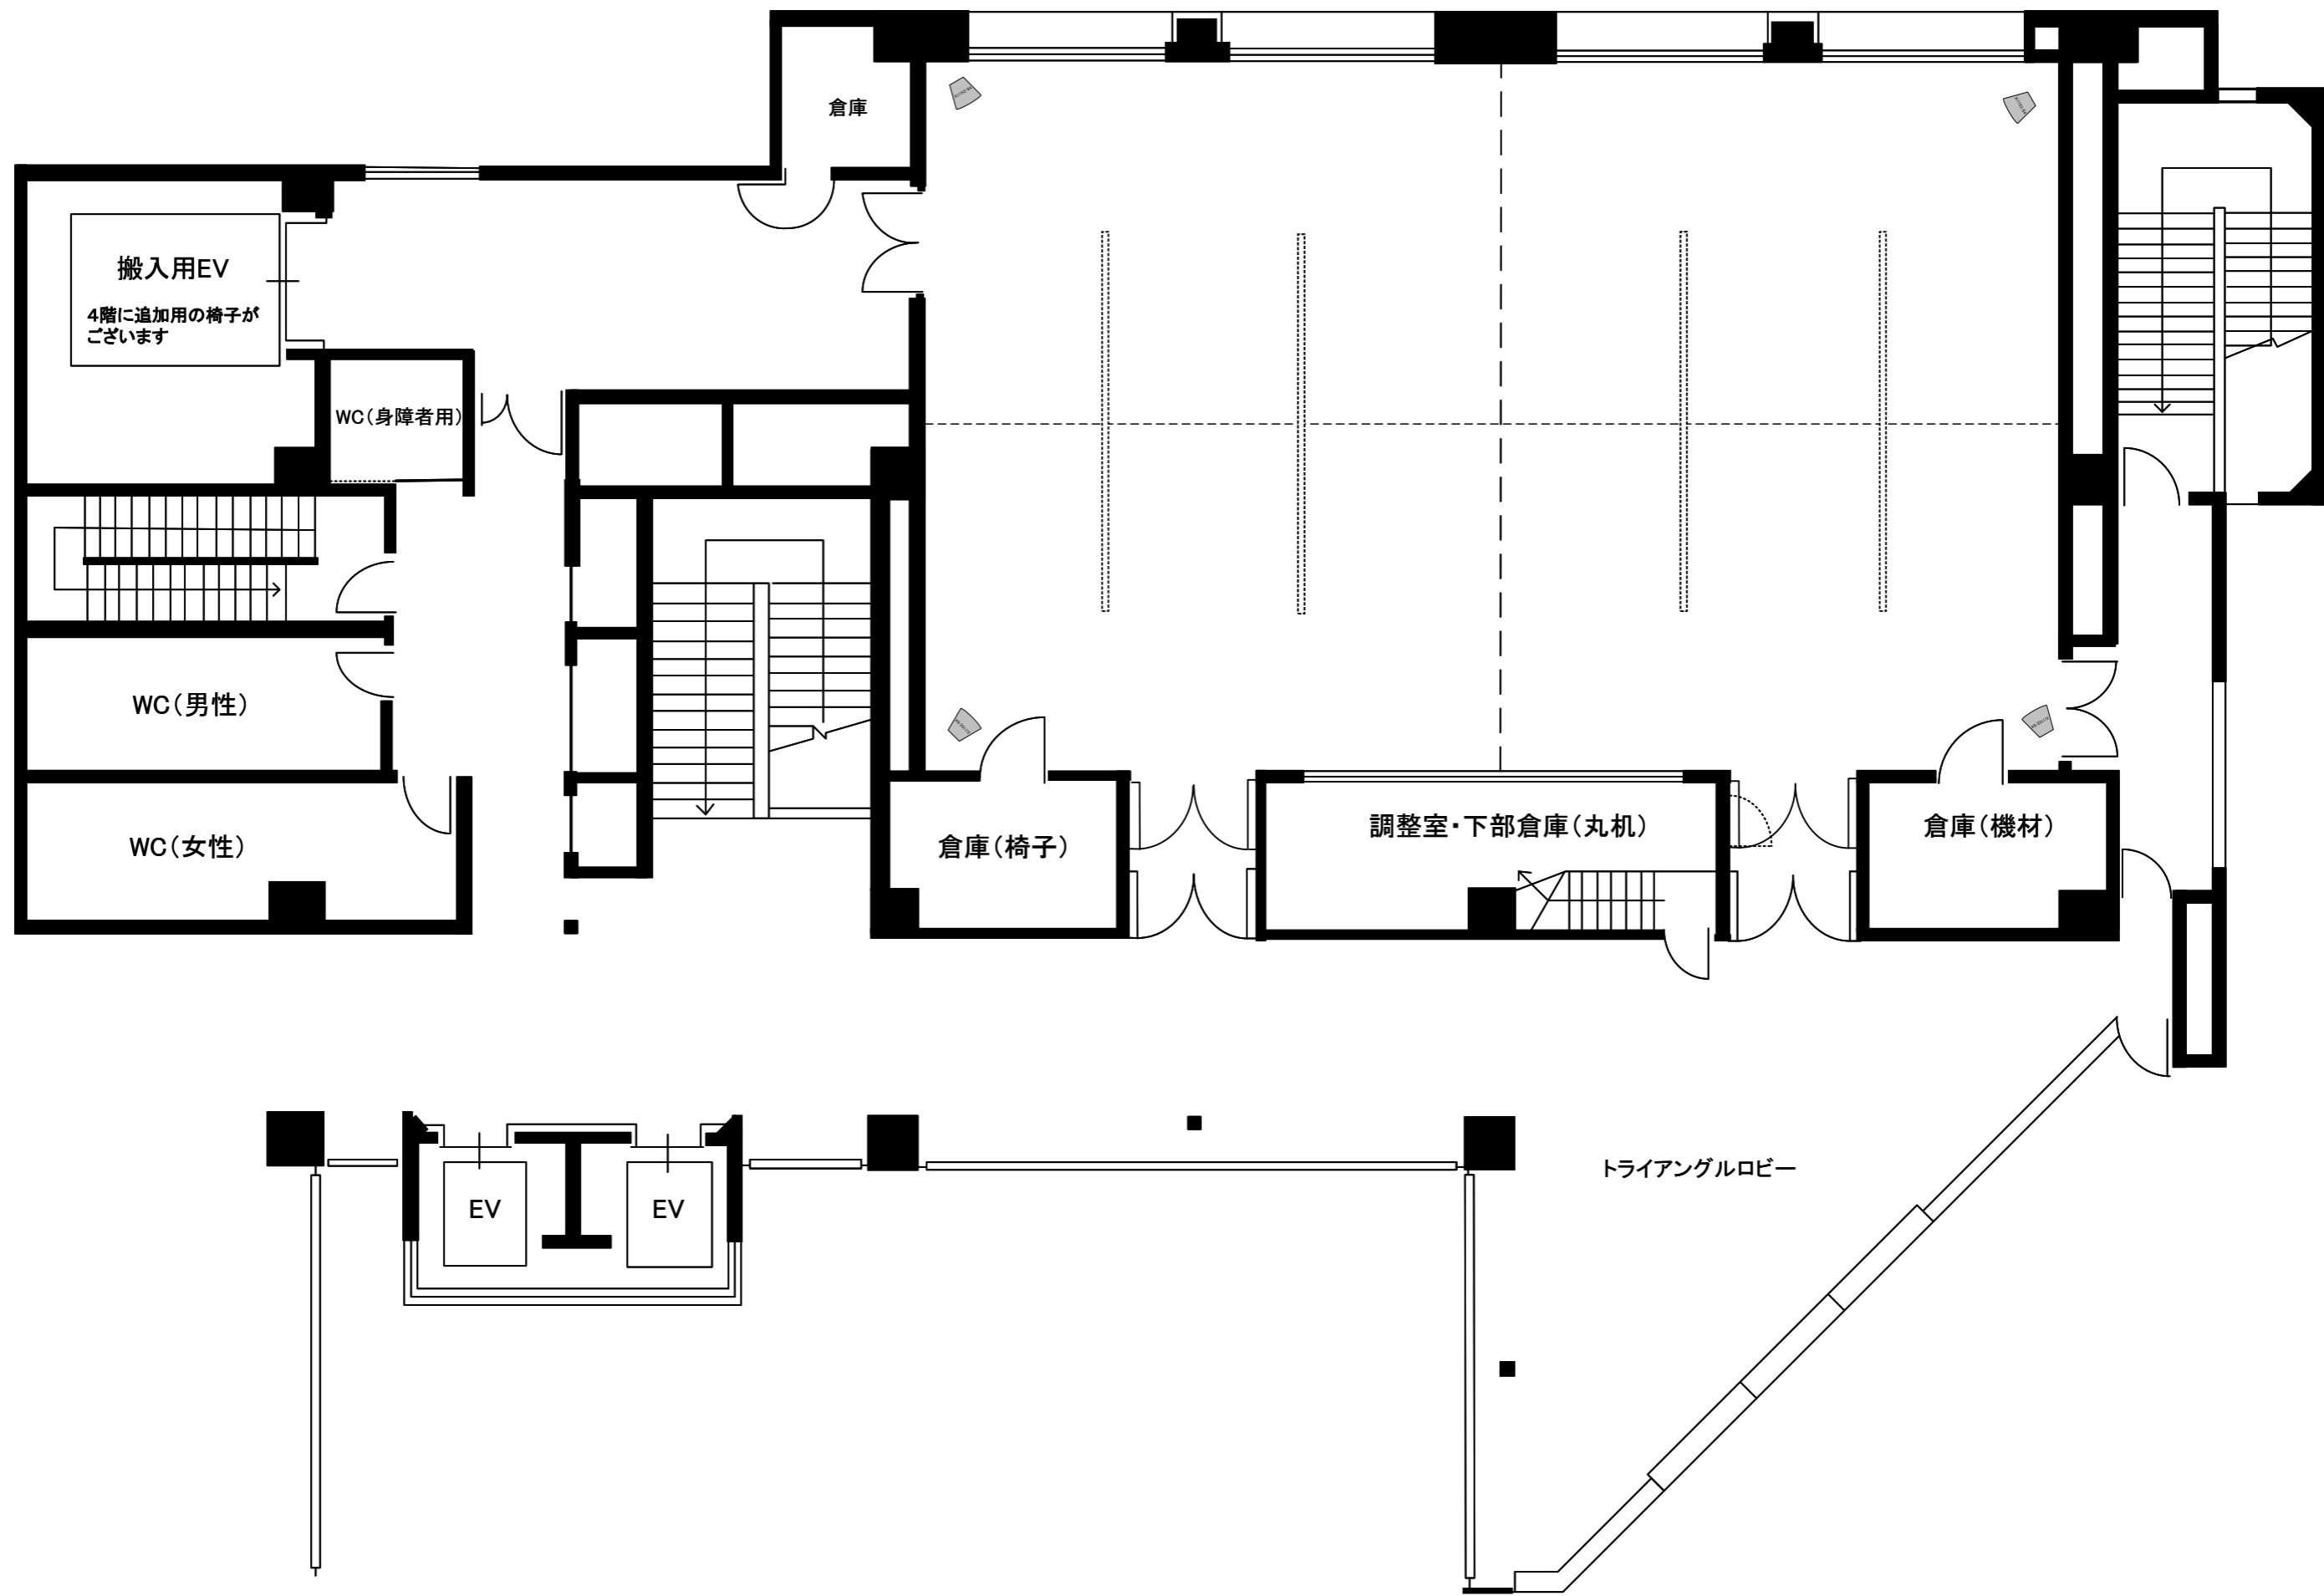 倉庫
搬入用EV
4階に追加用の椅子が
ございます
WC（身障者用）
WC（男性）
WC（女性）
倉庫（椅子）
調整室・下部倉庫（丸机）
倉庫（機材）
トライアングルロビー
EV
EV